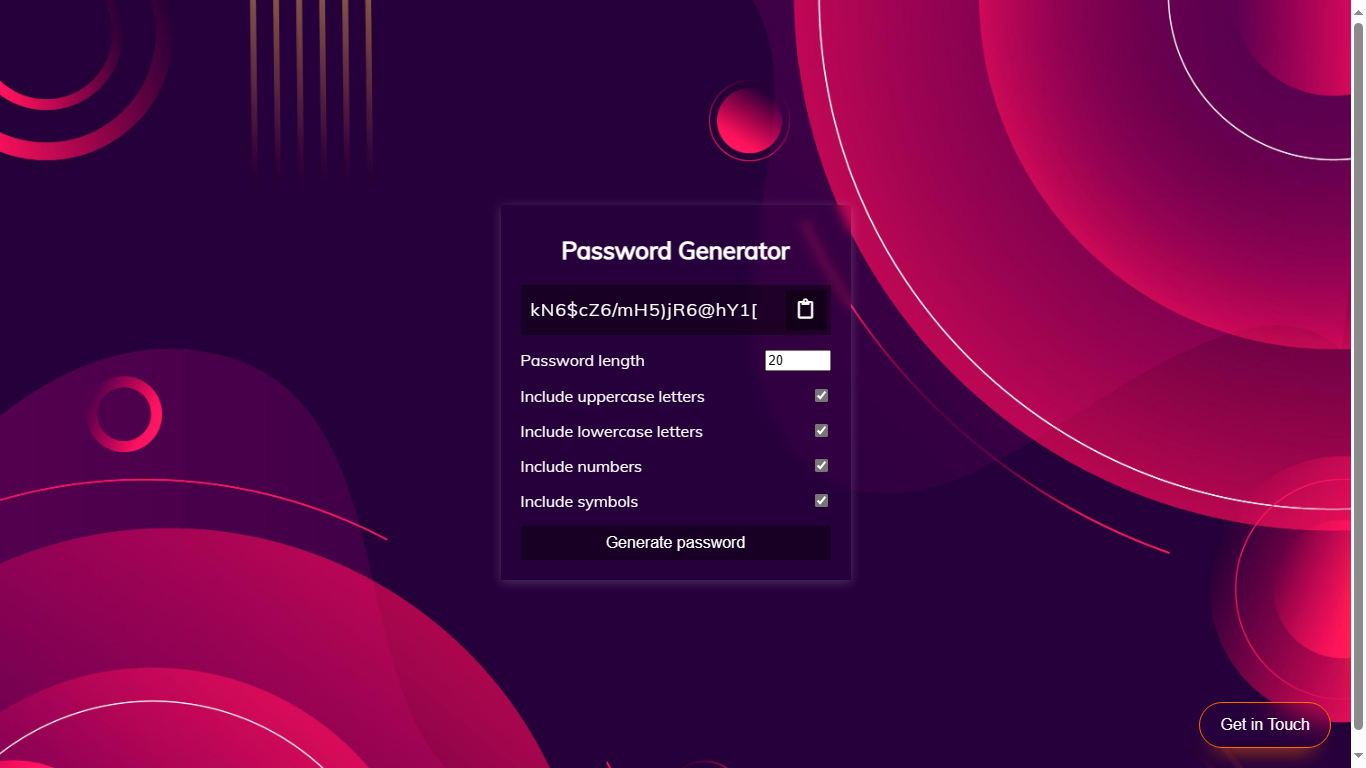 Password Generator
kN6$cZ6/mH5)jR6@hY1[
Password length
20
Include uppercase letters
Include lowercase letters
Include numbers
Include symbols
Generate password
Get in Touch